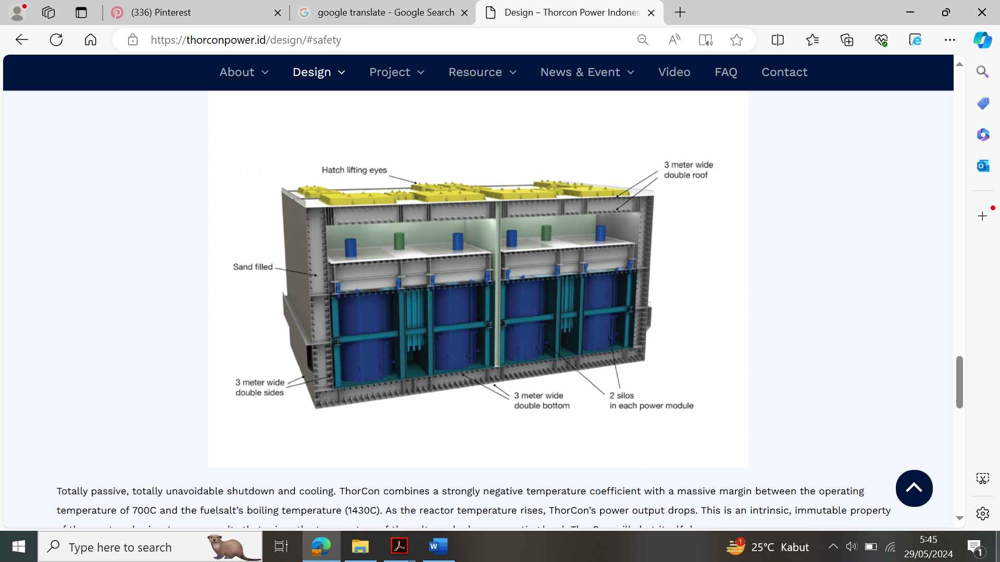 (336) Pinterest
google translate - Google Search
Design – Thorcon Power Indones
https://thorconpower.id/design/#safety
About
Design
Project
Resource
News & Event
Video
FAQ
Contact
Hatch lifting eyes
3 meter wide
double roof
Sand filled
3 meter wide
double sides
3 meter wide
double bottom
2 silos
in each power module
Totally passive, totally unavoidable shutdown and cooling. ThorCon combines a strongly negative temperature coefficient with a massive margin between the operating
temperature of 700C and the fuelsalt's boiling temperature (1430C). As the reactor temperature rises, ThorCon's power output drops. This is an intrinsic, immutable property
Type here to search
1
25°C Kabut
5:45
29/05/2024
1